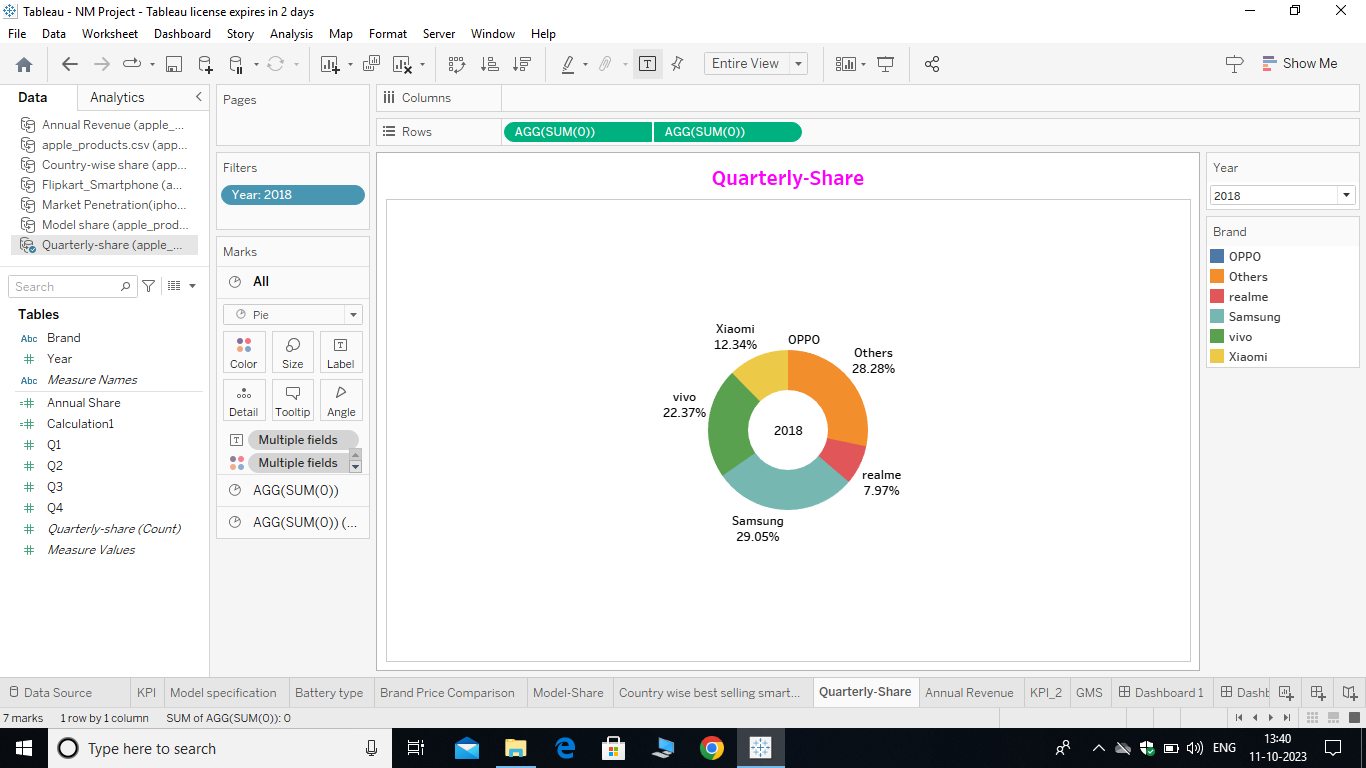 Tableau - NM Project - Tableau license expires in 2 days
File Data Worksheet Dashboard Story Analysis Map Format Server Window Help
Entire View
Show Me
Data Analytics
Annual Revenue (apple_...
apple_products.csv (app...
Country-wise share (app...
Flipkart_Smartphone (a...
Market Penetration(ipho...
Model share (apple_prod...
Quarterly-share (apple_...
Search
Tables
Abc Brand
Year
Abc Measure Names
Annual Share
Calculation1
Q1
Q2
Q3
Q4
Quarterly-share (Count)
Measure Values
Pages
Filters
Year: 2018
Marks
All
Pie
Color Size Label
Detail Tooltip Angle
Multiple fields
Multiple fields
AGG(SUM(0))
AGG(SUM(0)) (...
Columns
Rows AGG(SUM(0)) AGG(SUM(0))
Quarterly-Share
Xiaomi
12.34%
OPPO
Others
28.28%
vivo
22.37%
2018
realme
7.97%
Samsung
29.05%
Year
2018
Brand
OPPO
Others
realme
Samsung
vivo
Xiaomi
Data Source KPI Model specification Battery type Brand Price Comparison Model-Share Country wise best selling smart... Quarterly-Share Annual Revenue KPI_2 GMS Dashboard 1 Dashb
7 marks 1 row by 1 column SUM of AGG(SUM(0)): 0
Type here to search
ENG
13:40
11-10-2023